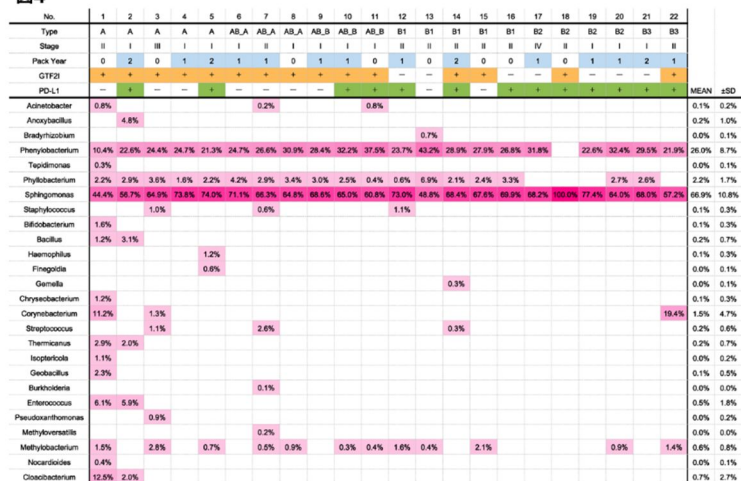 図4
No. 1 2 3 4 5 6 7 8 9 10 11 12 13 14 15 16 17 18 19 20 21 22
Type A A A A A AB_A AB_A AB_A AB_B AB_B AB_B B1 B1 B1 B1 B1 B2 B2 B2 B2 B3 B3
Stage II I III I I I II I I I I II II II II II IV II I I I II
Pack Year 0 2 0 1 2 1 1 0 1 1 0 1 0 2 0 0 1 0 1 1 2 1
GTF2I + + + + + + + + + + + − − + + − − + − − − +
PD-L1 − + − − + − − − − + + + − + − + + + + + + + MEAN ±SD
Acinetobacter 0.8% 0.2% 0.8% 0.1% 0.2%
Anoxybacillus 4.8% 0.2% 1.0%
Bradyrhizobium 0.7% 0.0% 0.1%
Phenylobacterium 10.4% 22.6% 24.4% 24.7% 21.3% 24.7% 26.6% 30.9% 28.4% 32.2% 37.5% 23.7% 43.2% 28.9% 27.9% 26.8% 31.8% 22.6% 32.4% 29.5% 21.9% 26.0% 8.7%
Tepidimonas 0.3% 0.0% 0.1%
Phyllobacterium 2.2% 2.9% 3.6% 1.6% 2.2% 4.2% 2.9% 3.4% 3.0% 2.5% 0.4% 0.6% 6.9% 2.1% 2.4% 3.3% 2.7% 2.6% 2.2% 1.7%
Sphingomonas 44.4% 56.7% 64.9% 73.8% 74.0% 71.1% 66.3% 64.8% 68.6% 65.0% 60.8% 73.0% 48.8% 68.4% 67.6% 69.9% 68.2% 100.0% 77.4% 64.0% 68.0% 57.2% 66.9% 10.8%
Staphylococcus 1.0% 0.6% 1.1% 0.1% 0.3%
Bifidobacterium 1.6% 0.1% 0.3%
Bacillus 1.2% 3.1% 0.2% 0.7%
Haemophilus 1.2% 0.1% 0.3%
Finegoldia 0.6% 0.0% 0.1%
Gemella 0.3% 0.0% 0.1%
Chryseobacterium 1.2% 0.1% 0.3%
Corynebacterium 11.2% 1.3% 19.4% 1.5% 4.7%
Streptococcus 1.1% 2.6% 0.3% 0.2% 0.6%
Thermicanus 2.9% 2.0% 0.2% 0.7%
Isoptericola 1.1% 0.0% 0.2%
Geobacillus 2.3% 0.1% 0.5%
Burkholderia 0.1% 0.0% 0.0%
Enterococcus 6.1% 5.9% 0.5% 1.8%
Pseudoxanthomonas 0.9% 0.0% 0.2%
Methyloversatilis 0.2% 0.0% 0.0%
Methylobacterium 1.5% 2.8% 0.7% 0.5% 0.9% 0.3% 0.4% 1.6% 0.4% 2.1% 0.9% 1.4% 0.6% 0.8%
Nocardioides 0.4% 0.0% 0.1%
Cloacibacterium 12.5% 2.0% 0.7% 2.7%